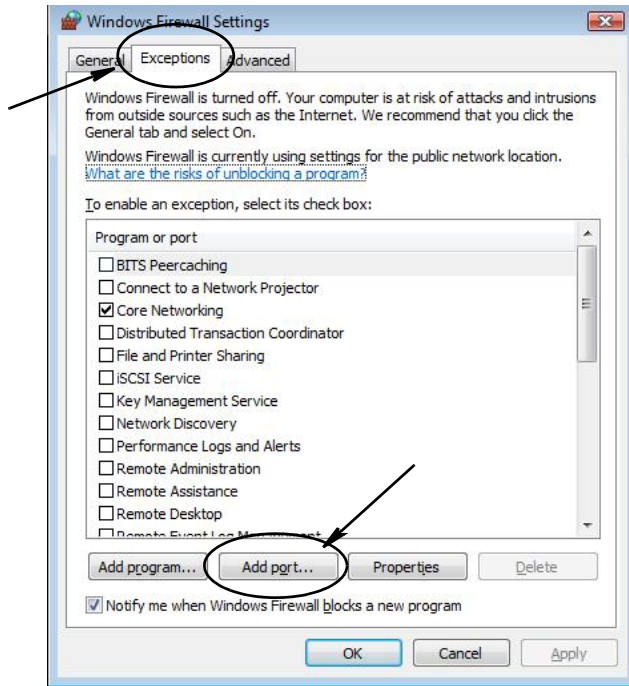 Windows Firewall Settings
General Exceptions Advanced
Windows Firewall is turned off. Your computer is at risk of attacks and intrusions
from outside sources such as the Internet. We recommend that you click the
General tab and select On.
Windows Firewall is currently using settings for the public network location.
What are the risks of unblocking a program?
To enable an exception, select its check box:
Program or port
BITS Peercaching
Connect to a Network Projector
Core Networking
Distributed Transaction Coordinator
File and Printer Sharing
iSCSI Service
Key Management Service
Network Discovery
Performance Logs and Alerts
Remote Administration
Remote Assistance
Remote Desktop
Remote Event Log Management
Add program... Add port... Properties Delete
Notify me when Windows Firewall blocks a new program
OK Cancel Apply